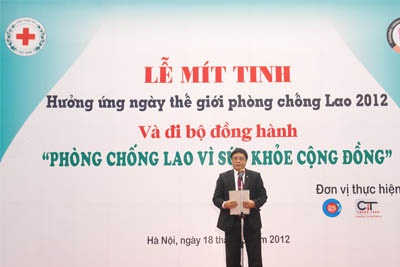 LỄ MÍT TINH
Hưởng ứng ngày thế giới phòng chống Lao 2012
Và đi bộ đồng hành
“PHÒNG CHỐNG LAO VÌ SỨC KHỎE CỘNG ĐỒNG”
Đơn vị thực hiện
Hà Nội, ngày 18 2012